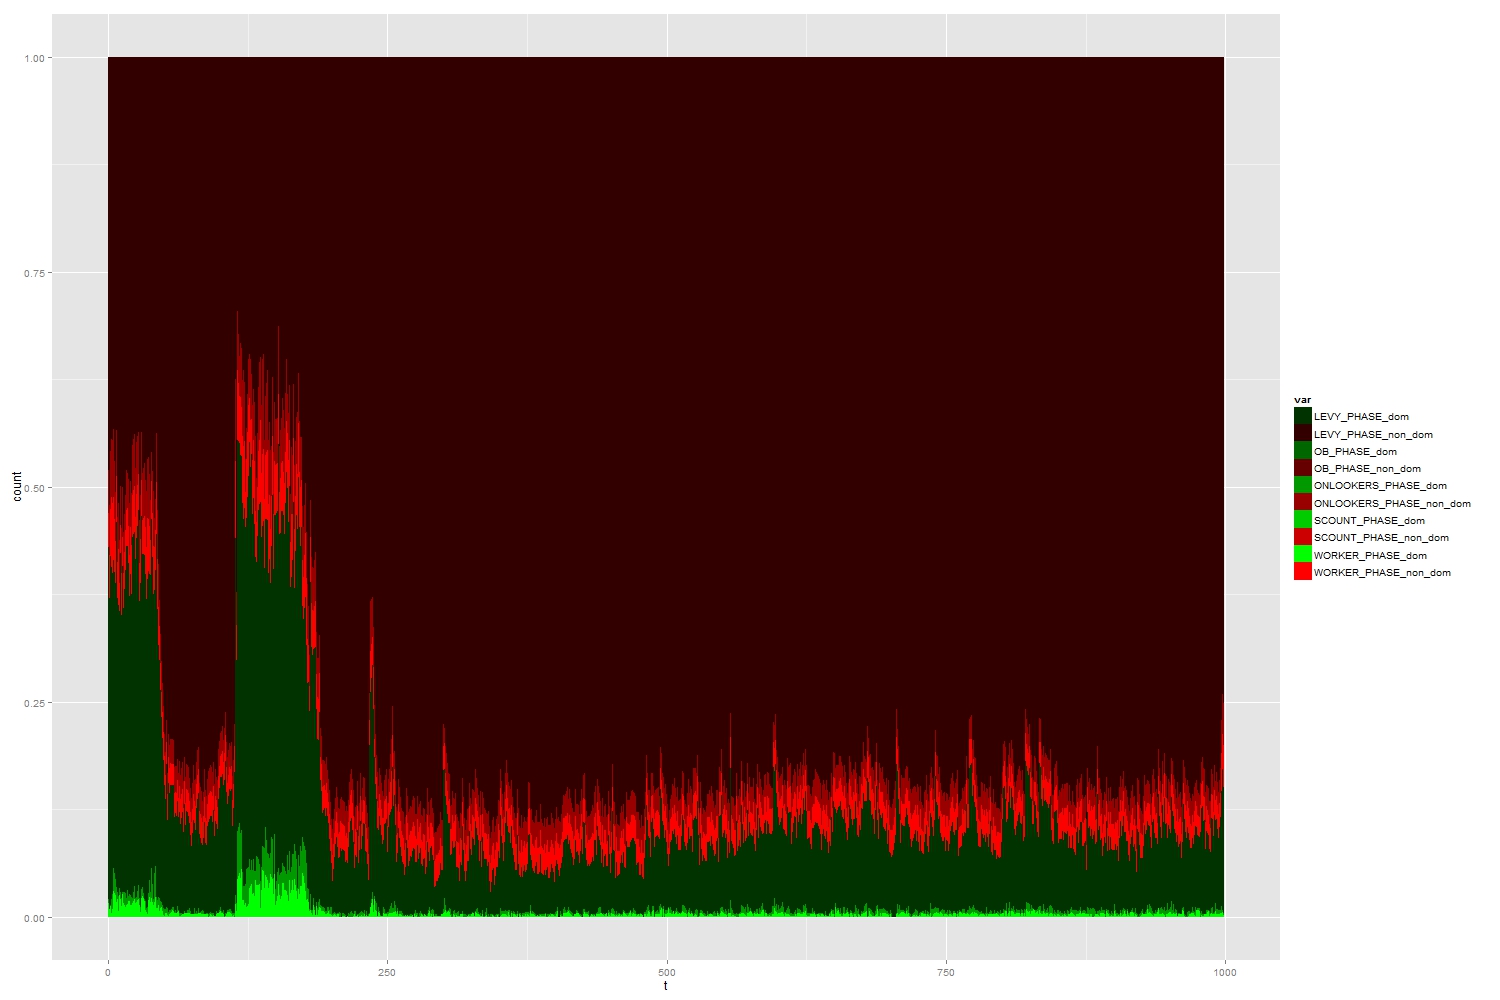 1.00
0.75
0.50
0.25
0.00
count
0
250
500
750
1000
t
var
LEVY_PHASE_dom
LEVY_PHASE_non_dom
OB_PHASE_dom
OB_PHASE_non_dom
ONLOOKERS_PHASE_dom
ONLOOKERS_PHASE_non_dom
SCOUNT_PHASE_dom
SCOUNT_PHASE_non_dom
WORKER_PHASE_dom
WORKER_PHASE_non_dom